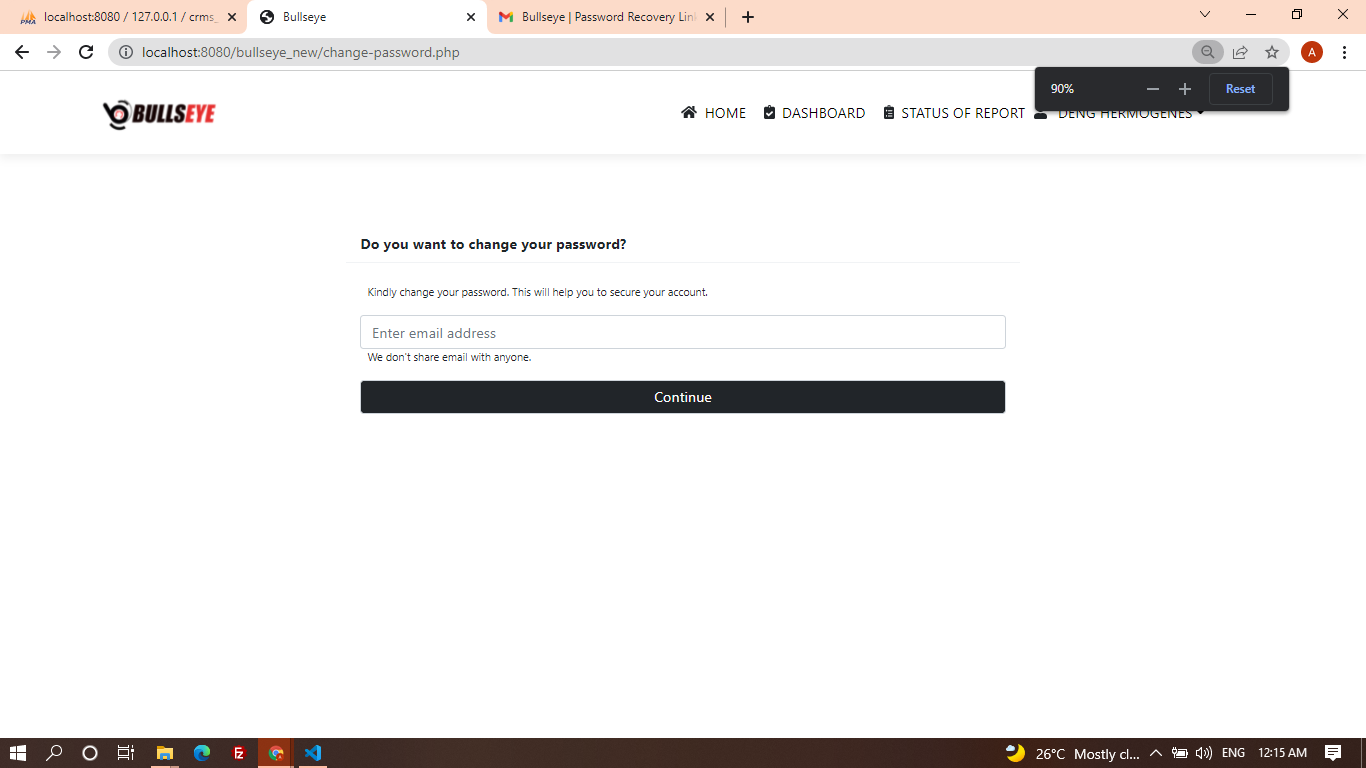 localhost:8080 / 127.0.0.1 / crms_
Bullseye
Bullseye | Password Recovery Lin
localhost:8080/bullseye_new/change-password.php
A
90%
Reset
BULLSEYE
HOME
DASHBOARD
STATUS OF REPORT
DENG HERMOGENES
Do you want to change your password?
Kindly change your password. This will help you to secure your account.
Enter email address
We don't share email with anyone.
Continue
26°C Mostly cl...
ENG
12:15 AM